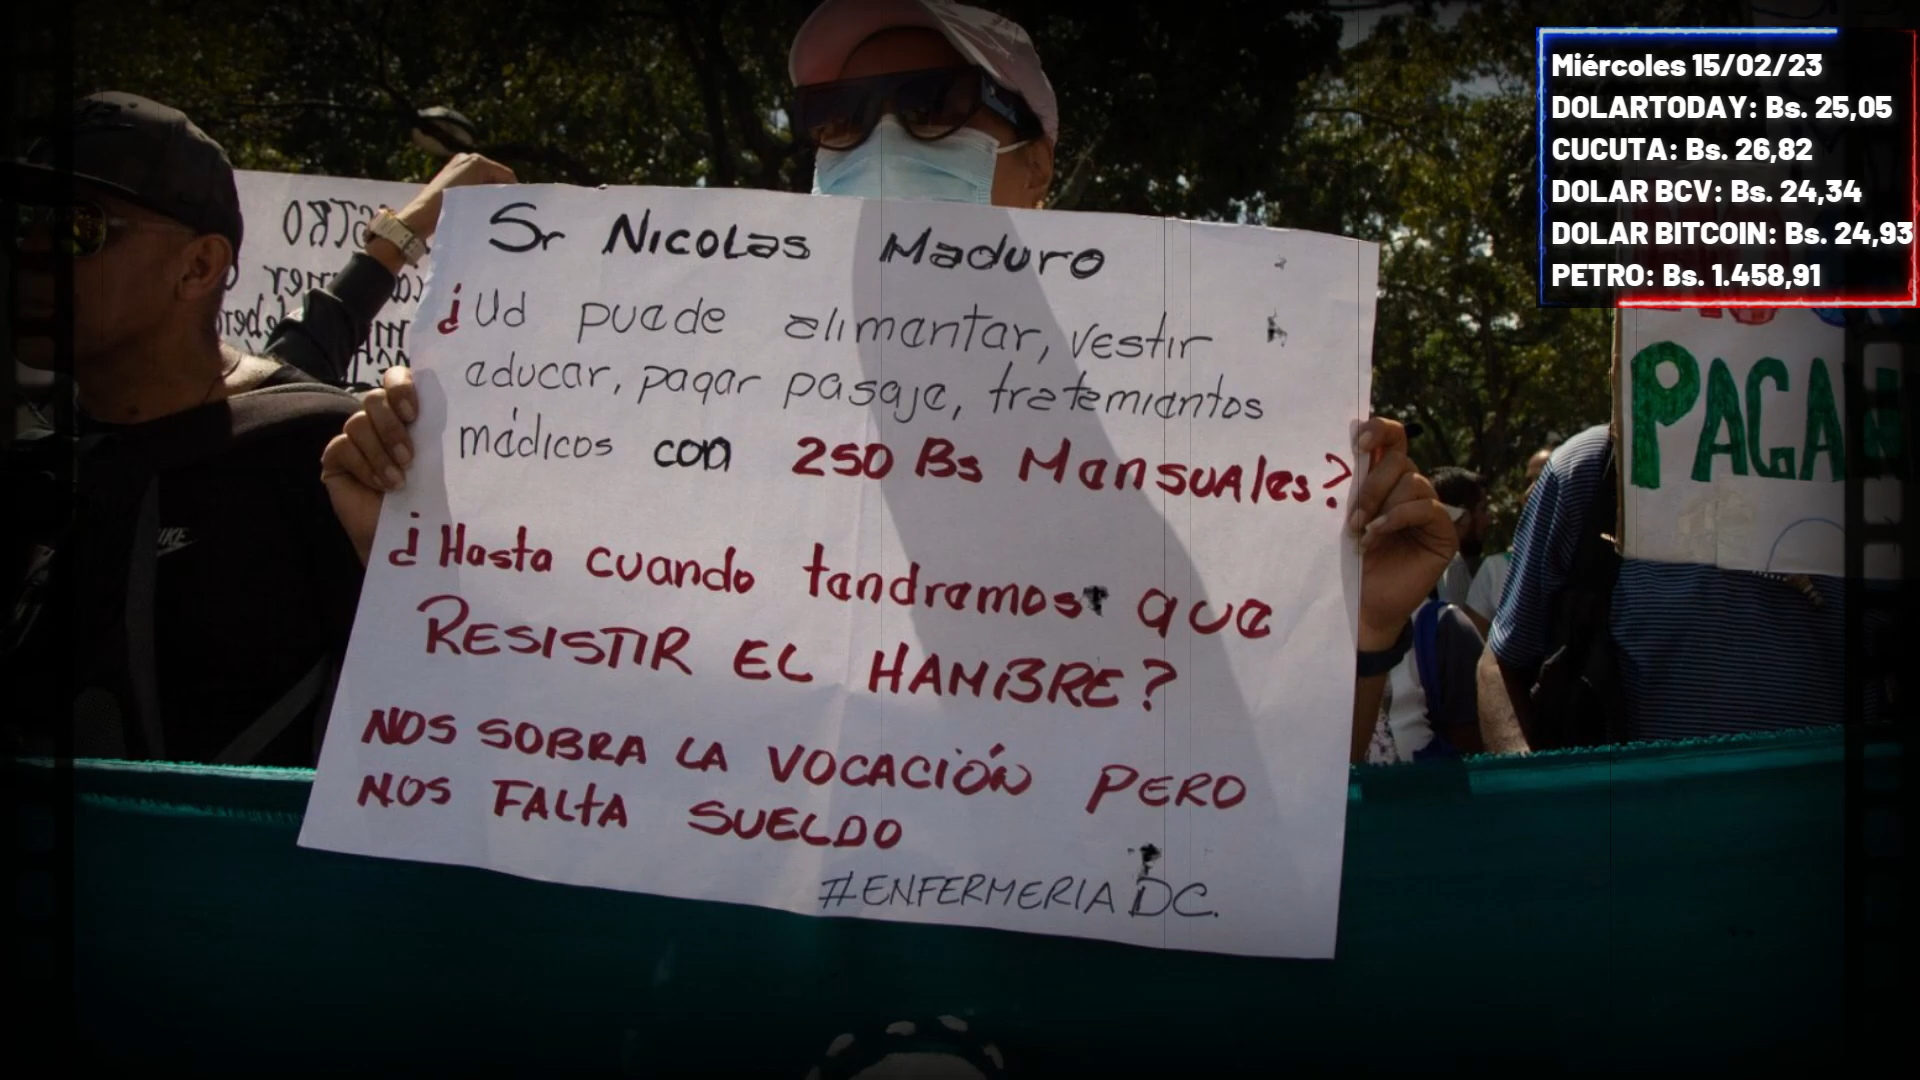 Miércoles 15/02/23
DOLARTODAY: Bs. 25,05
CUCUTA: Bs. 26,82
DOLAR BCV: Bs. 24,34
DOLAR BITCOIN: Bs. 24,93
PETRO: Bs. 1.458,91
Sr Nicolas Maduro
¿Ud puede alimentar, vestir
educar, pagar pasaje, tratemientos
médicos con 250 Bs Mensuales?
¿Hasta cuando tendremos que
RESISTIR EL HAMBRE?
NOS SOBRA LA VOCACIÓN PERO
NOS FALTA SUELDO
#ENFERMERIA DC.
PAGA
IKE